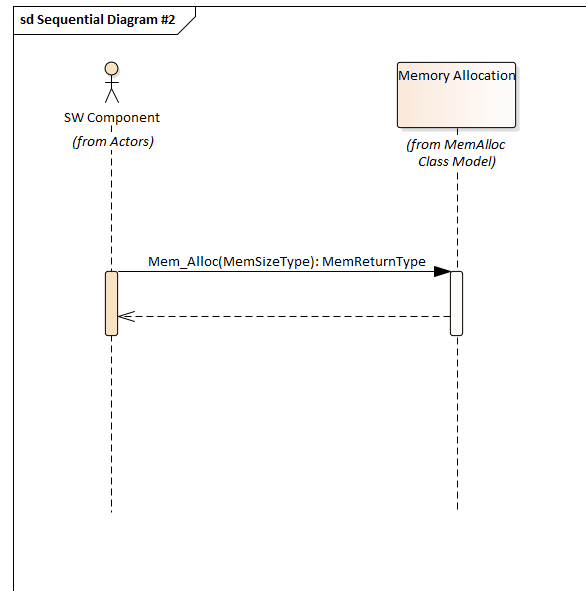 sd Sequential Diagram #2
SW Component
(from Actors)
Memory Allocation
(from MemAlloc
Class Model)
Mem_Alloc(MemSizeType): MemReturnType